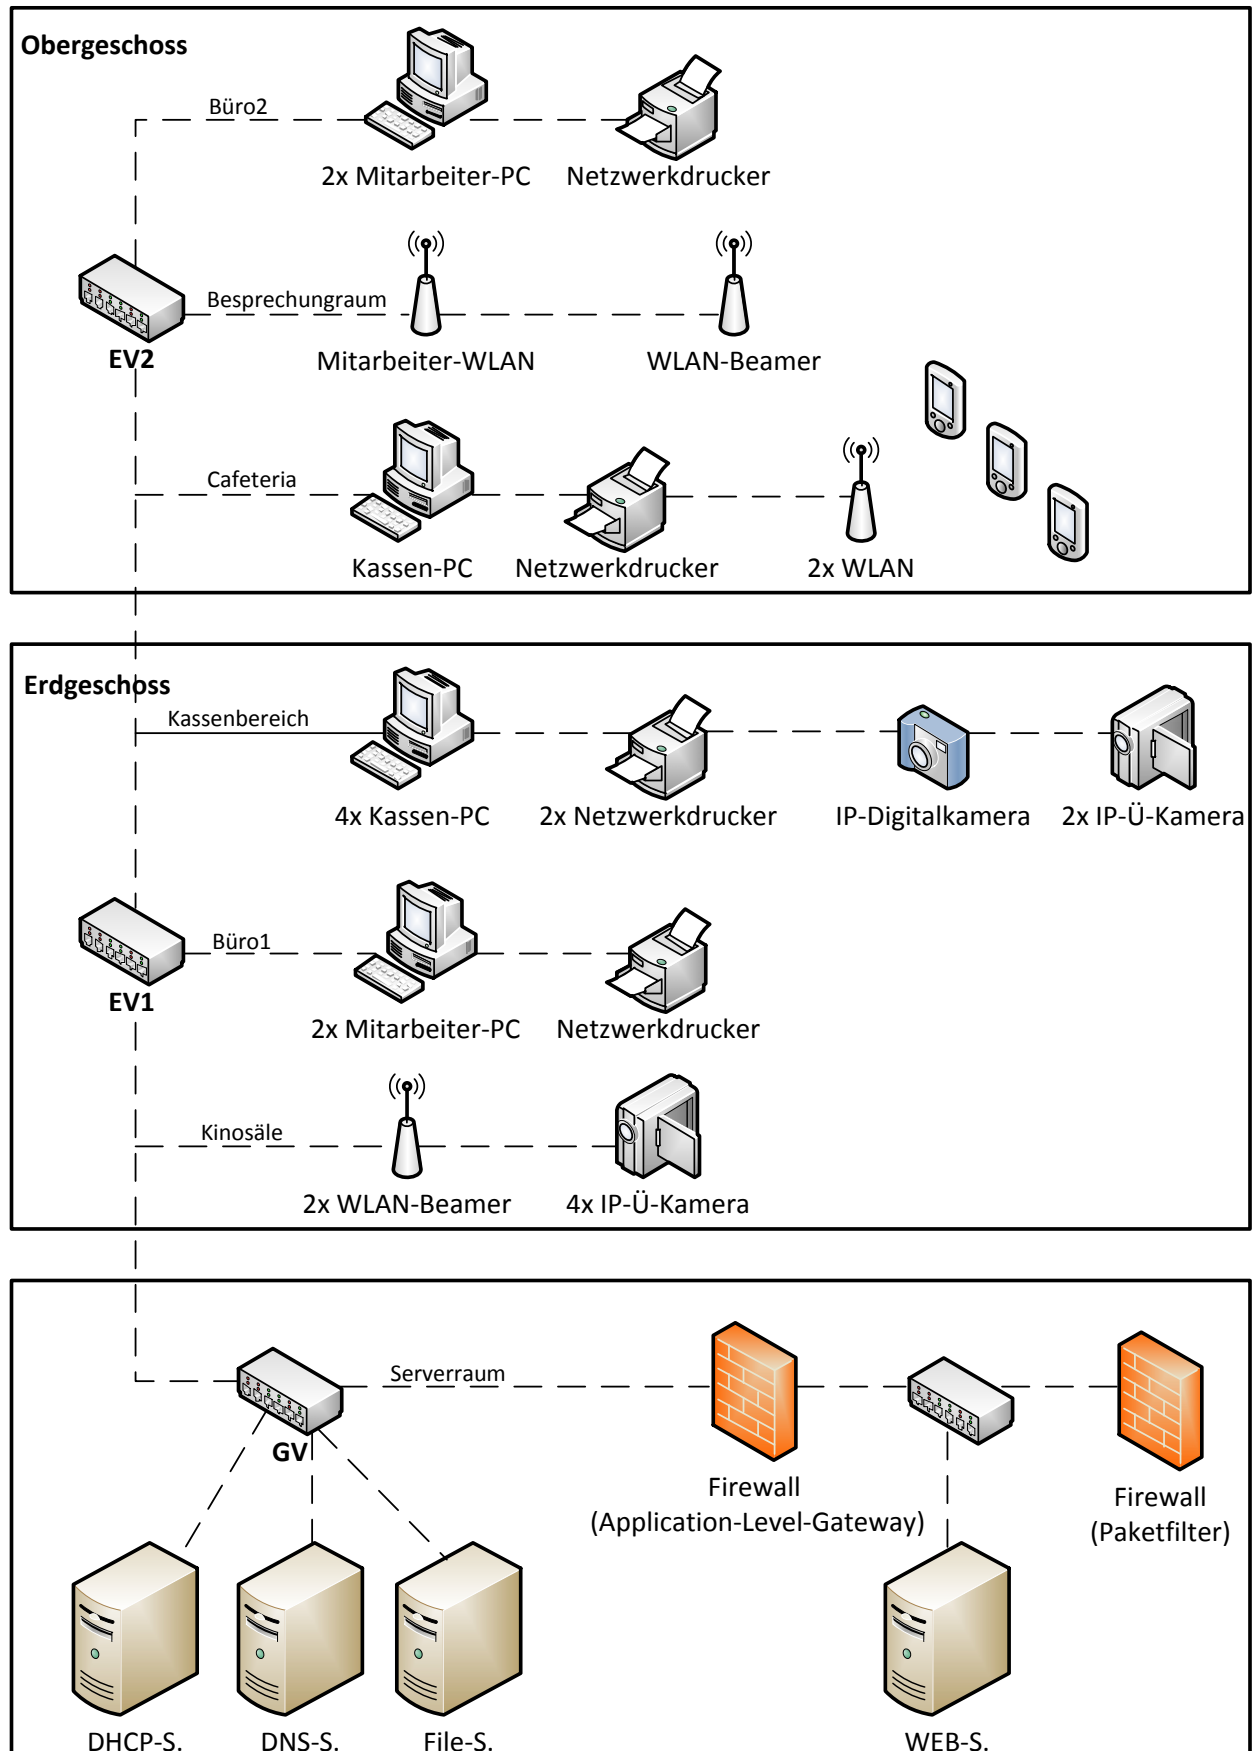 Obergeschoss
Büro2
2x Mitarbeiter-PC
Netzwerkdrucker
Besprechungraum
EV2
Mitarbeiter-WLAN
WLAN-Beamer
Cafeteria
Kassen-PC
Netzwerkdrucker
2x WLAN
Erdgeschoss
Kassenbereich
4x Kassen-PC
2x Netzwerkdrucker
IP-Digitalkamera
2x IP-Ü-Kamera
Büro1
EV1
2x Mitarbeiter-PC
Netzwerkdrucker
Kinosäle
2x WLAN-Beamer
4x IP-Ü-Kamera
Serverraum
GV
Firewall
(Application-Level-Gateway)
Firewall
(Paketfilter)
DHCP-S.
DNS-S.
File-S.
WEB-S.